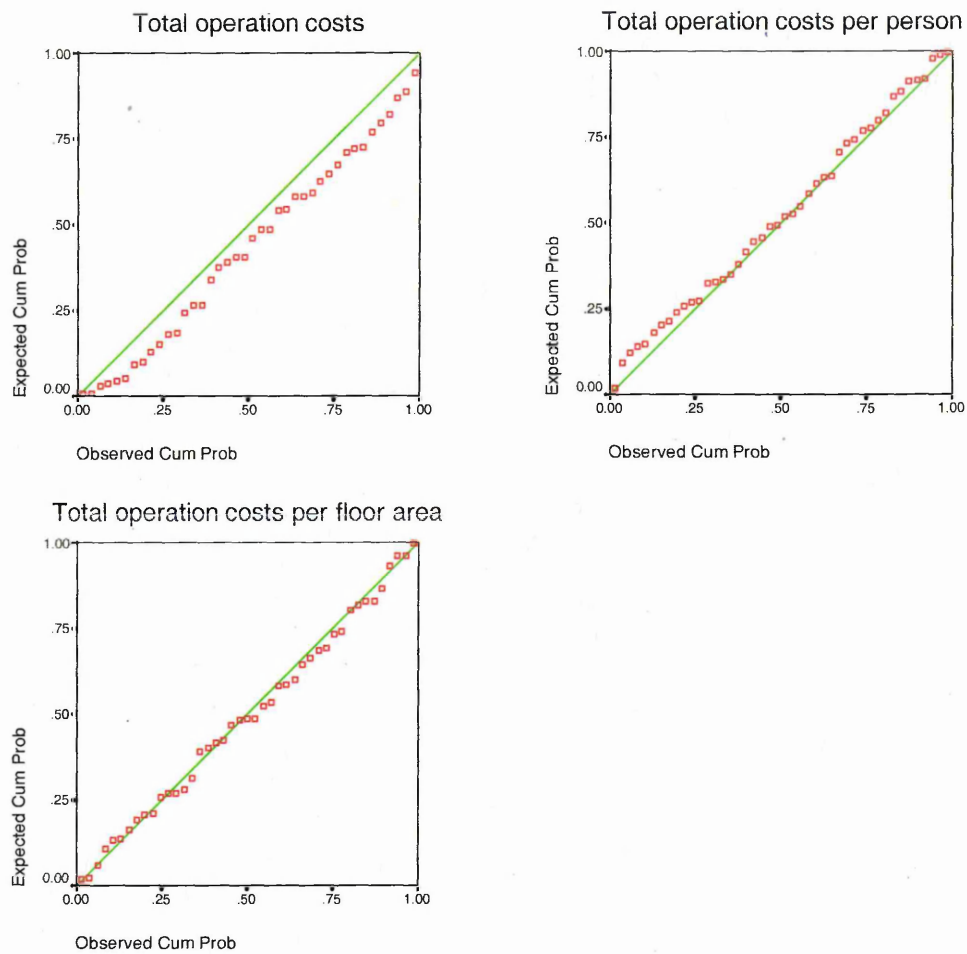 Total operation costs
1.00
.75
.50
.25
0.00
0.00 .25 .50 .75 1.00
Expected Cum Prob
Observed Cum Prob
Total operation costs per person
1.00
.75
.50
.25
0.00
0.00 .25 .50 .75 1.00
Expected Cum Prob
Observed Cum Prob
Total operation costs per floor area
1.00
.75
.50
.25
0.00
0.00 .25 .50 .75 1.00
Expected Cum Prob
Observed Cum Prob